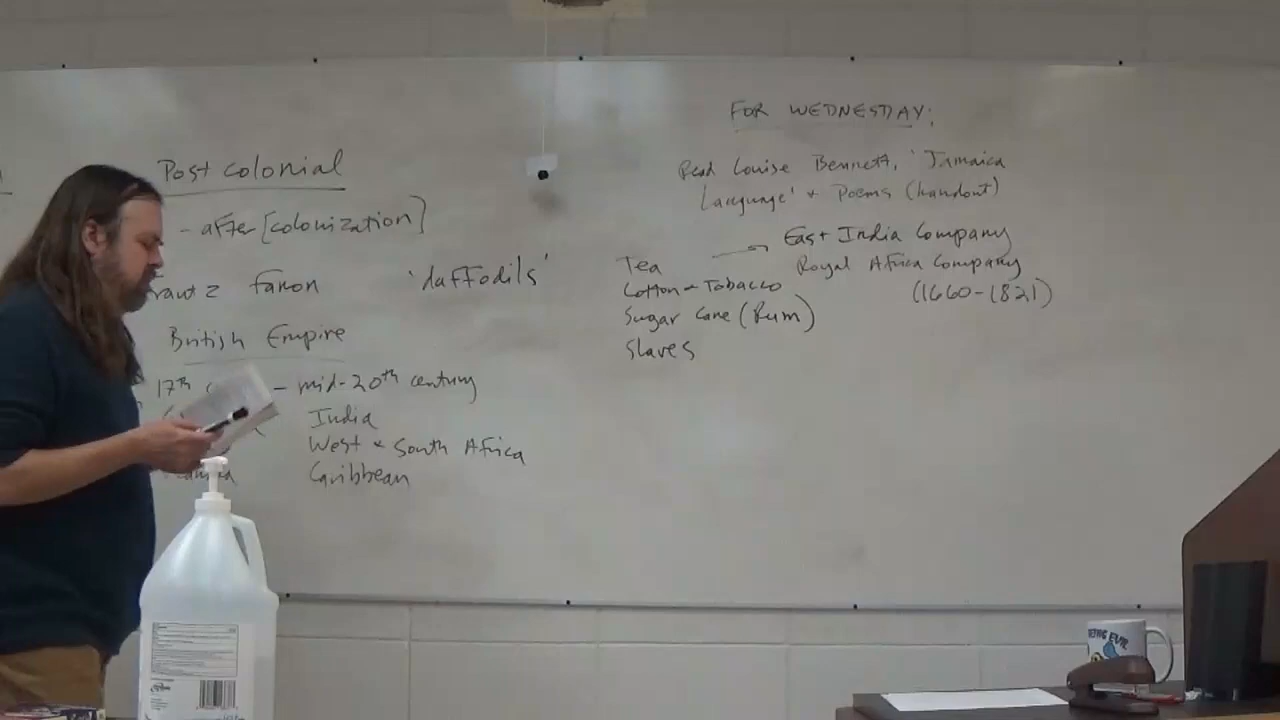 Post colonial
- after [colonization]
Frantz Fanon 'daffodils'
British Empire
17th - mid-20th century
India
West & South Africa
Caribbean
FOR WEDNESDAY:
Read Louise Bennett, 'Jamaica
Language' + Poems (handout)
East India Company
Royal Africa Company
(1660-1821)
Tea
Cotton & Tobacco
Sugar Cane (Rum)
Slaves